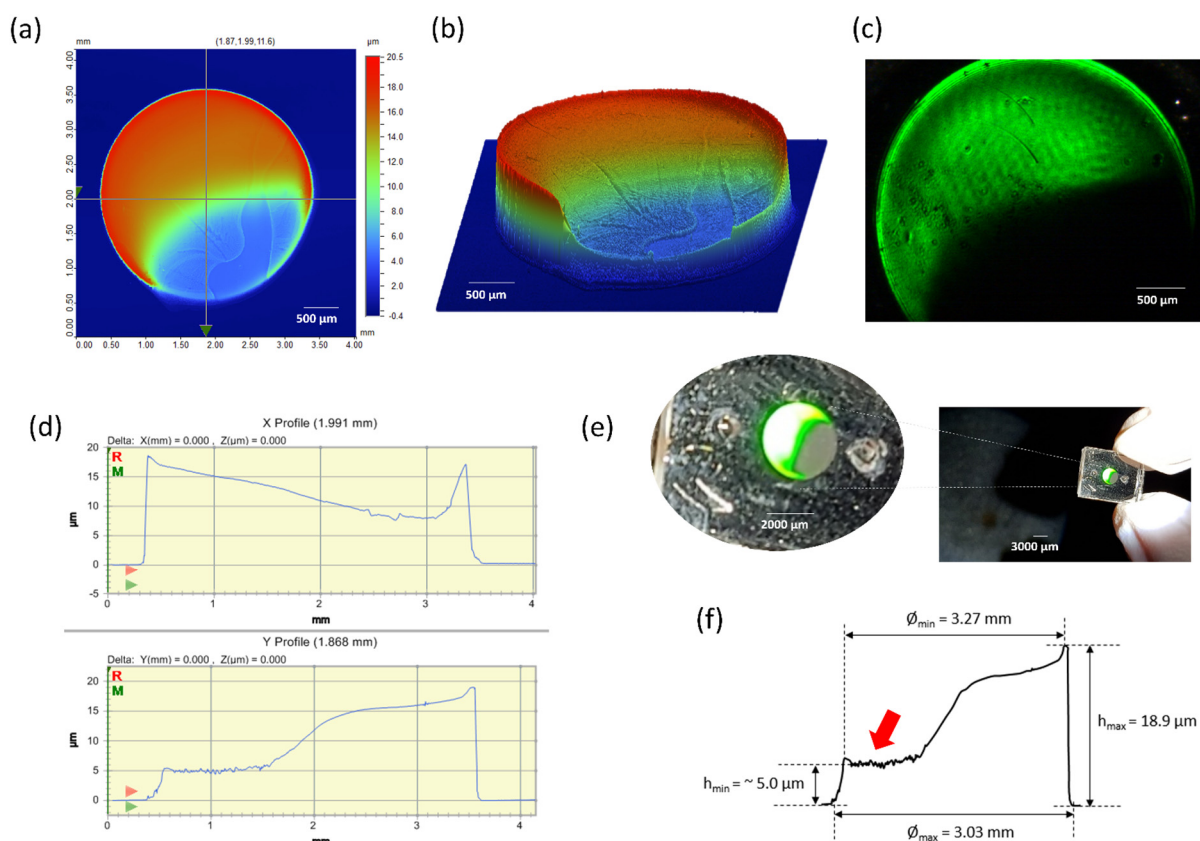 (a)
mm
(1.87,1.99,11.6)
µm
4.00
3.50
3.00
2.50
2.00
1.50
1.00
0.50
0.00
0.00 0.50 1.00 1.50 2.00 2.50 3.00 3.50 4.00
mm
20.5
18.0
16.0
14.0
12.0
10.0
8.0
6.0
4.0
2.0
-0.4
500 µm
(b)
500 µm
(c)
500 µm
(d)
X Profile (1.991 mm)
Delta: X(mm) = 0.000 , Z(µm) = 0.000
R
M
20
15
10
5
0
-5
µm
0 1 2 3 4
mm
Y Profile (1.868 mm)
Delta: Y(mm) = 0.000 , Z(µm) = 0.000
R
M
20
15
10
5
0
µm
0 1 2 3 4
mm
(e)
2000 µm
3000 µm
(f)
Ømin = 3.27 mm
hmax = 18.9 µm
hmin = ~ 5.0 µm
Ømax = 3.03 mm